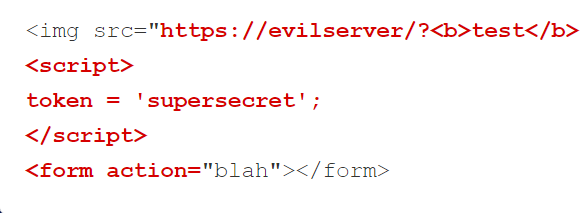 <img src="https://evilserver/?<b>test</b>
<script>
token = 'supersecret';
</script>
<form action="blah"></form>